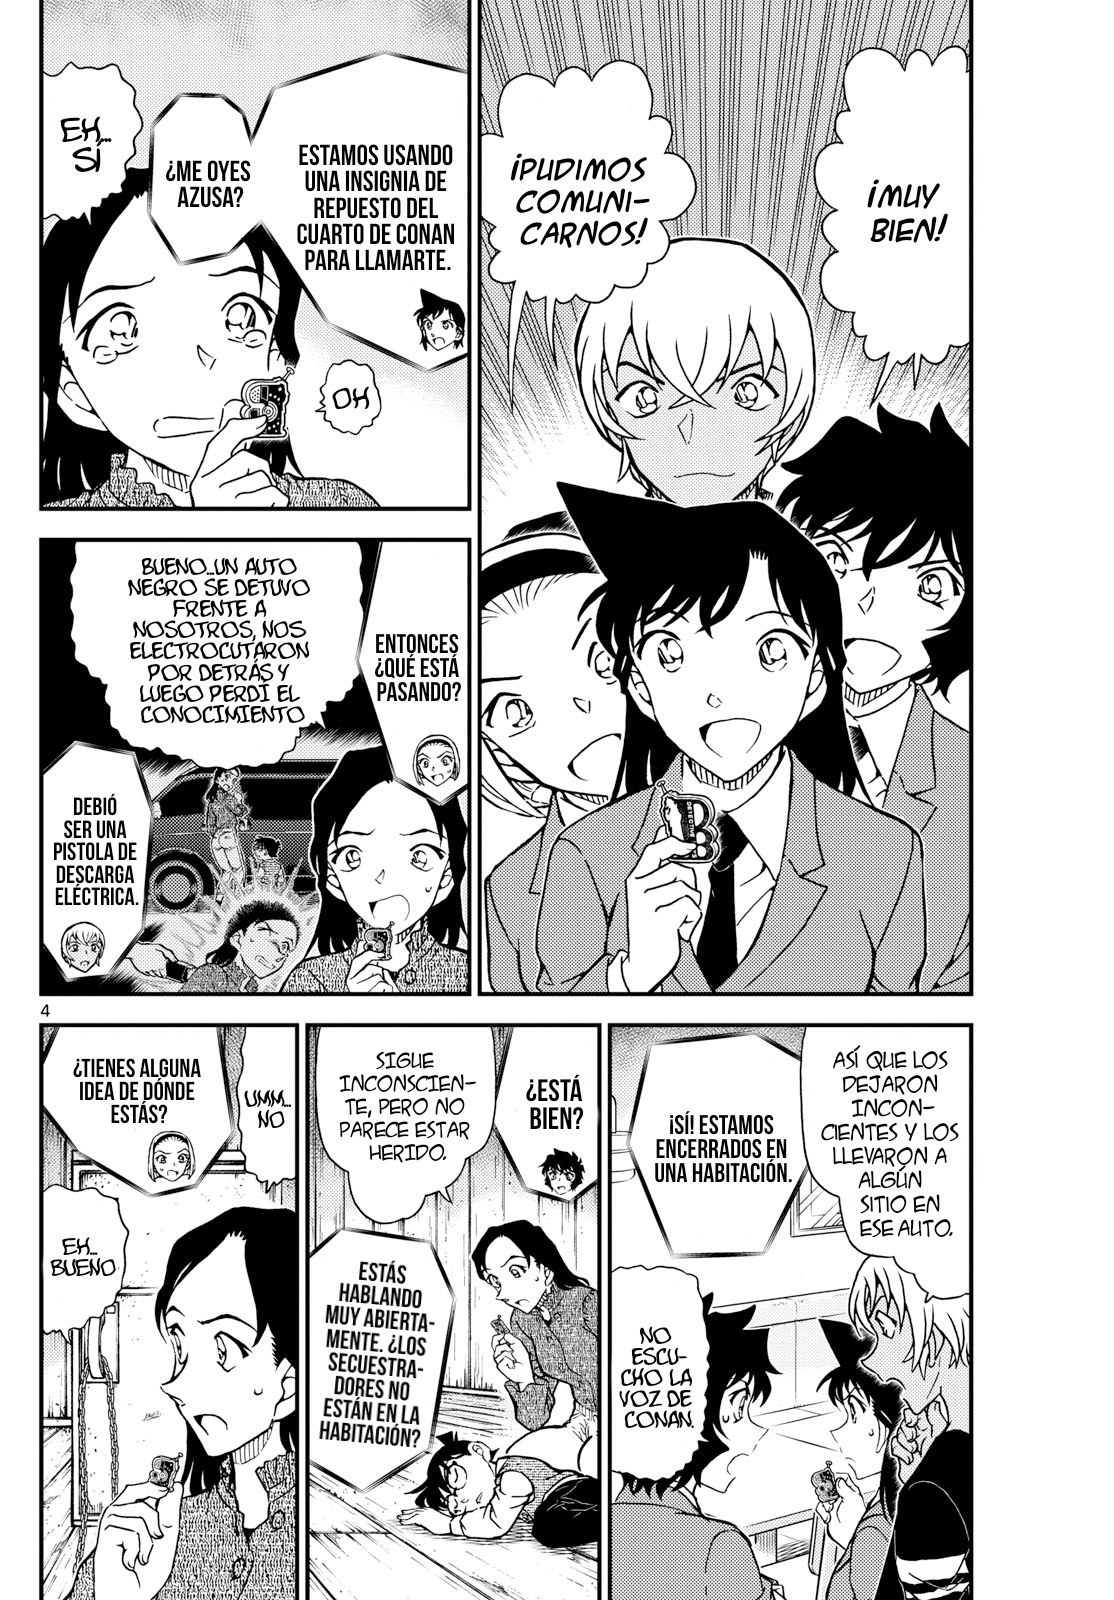 ¡MUY
BIEN!
¡PUDIMOS
COMUNI-
CARNOS!
ESTAMOS USANDO
UNA INSIGNIA DE
REPUESTO DEL
CUARTO DE CONAN
PARA LLAMARTE.
¿ME OYES
AZUSA?
EH...
SÍ
OH
ENTONCES
¿QUÉ ESTÁ
PASANDO?
BUENO...UN AUTO
NEGRO SE DETUVO
FRENTE A
NOSOTROS, NOS
ELECTROCUTARON
POR DETRÁS Y
LUEGO PERDÍ EL
CONOCIMIENTO
DEBIÓ
SER UNA
PISTOLA DE
DESCARGA
ELÉCTRICA.
4
ASÍ QUE LOS
DEJARON
INCON-
CIENTES Y LOS
LLEVARON A
ALGÚN
SITIO EN
ESE AUTO.
¡SÍ! ESTAMOS
ENCERRADOS EN
UNA HABITACIÓN.
NO
ESCU-
CHO LA
VOZ DE
CONAN.
¿ESTÁ
BIEN?
SIGUE
INCONSCIEN-
TE, PERO NO
PARECE ESTAR
HERIDO.
ESTÁS
HABLANDO
MUY ABIERTA-
MENTE. ¿LOS
SECUESTRA-
DORES NO
ESTÁN EN LA
HABITACIÓN?
UMM...
NO
¿TIENES ALGUNA
IDEA DE DÓNDE
ESTÁS?
EH...
BUENO